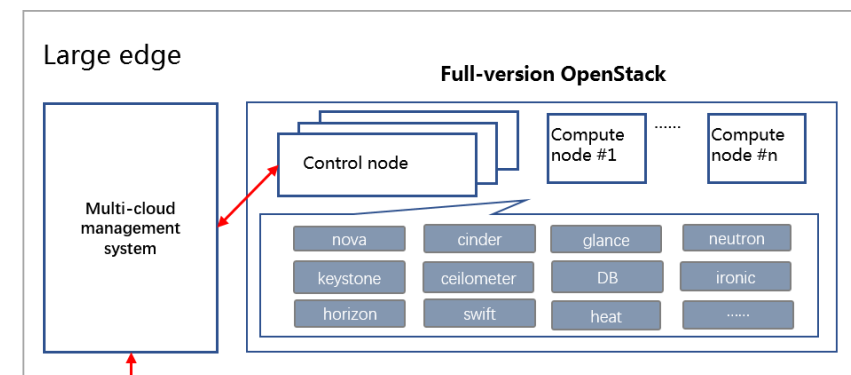 Large edge
Full-version OpenStack
Control node
Compute
node #1
......
Compute
node #n
Multi-cloud
management
system
nova
cinder
glance
neutron
keystone
ceilometer
DB
ironic
horizon
swift
heat
......